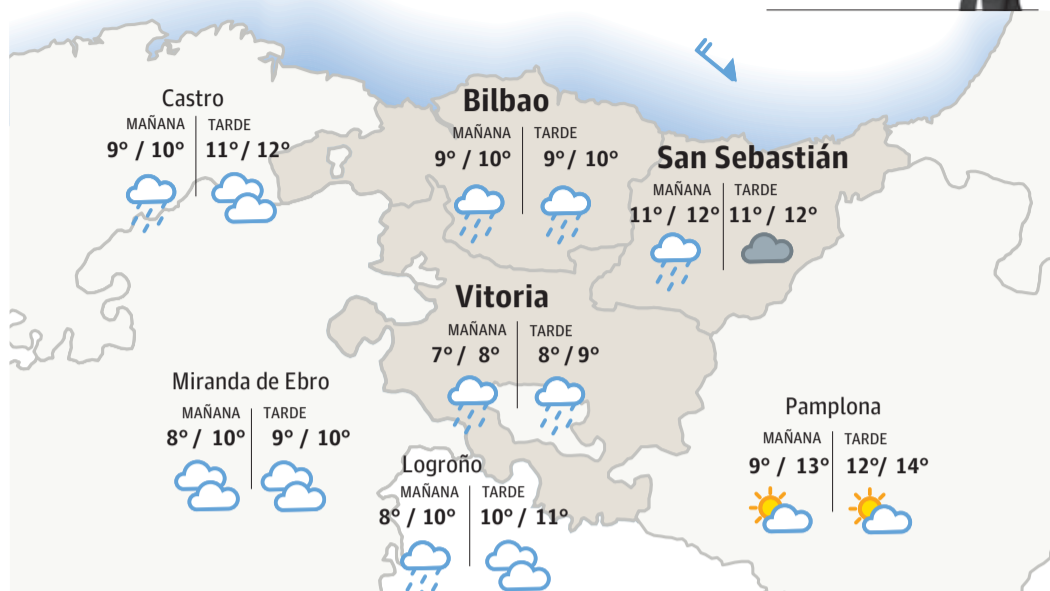 Castro
MAÑANA TARDE
9° / 10° 11° / 12°
Bilbao
MAÑANA TARDE
9° / 10° 9° / 10°
San Sebastián
MAÑANA TARDE
11° / 12° 11° / 12°
Vitoria
MAÑANA TARDE
7° / 8° 8° / 9°
Miranda de Ebro
MAÑANA TARDE
8° / 10° 9° / 10°
Pamplona
MAÑANA TARDE
9° / 13° 12° / 14°
Logroño
MAÑANA TARDE
8° / 10° 10° / 11°